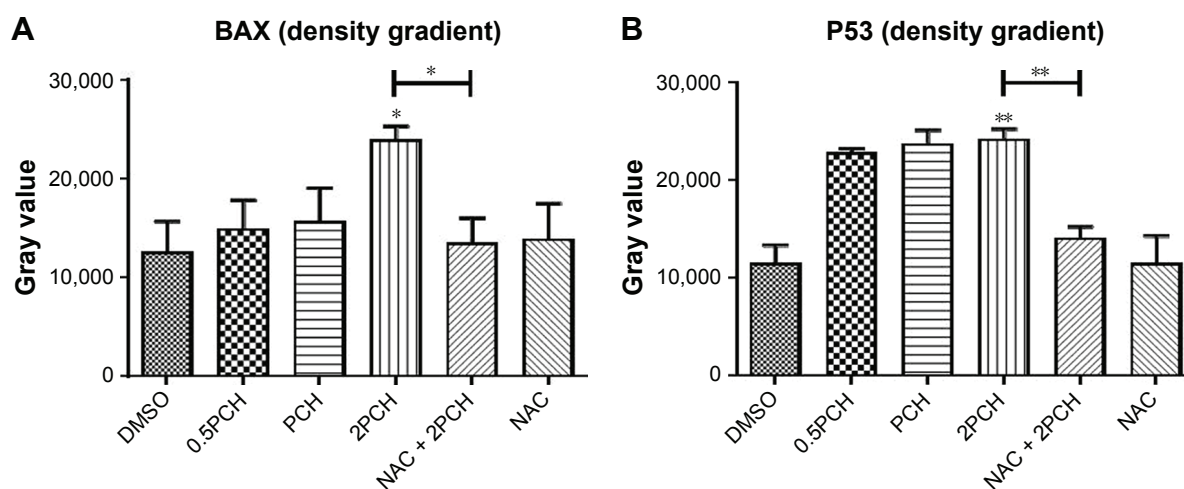 A
BAX (density gradient)
Gray value
30,000
20,000
10,000
0
*
*
DMSO
0.5PCH
PCH
2PCH
NAC + 2PCH
NAC
B
P53 (density gradient)
Gray value
30,000
20,000
10,000
0
**
**
DMSO
0.5PCH
PCH
2PCH
NAC + 2PCH
NAC